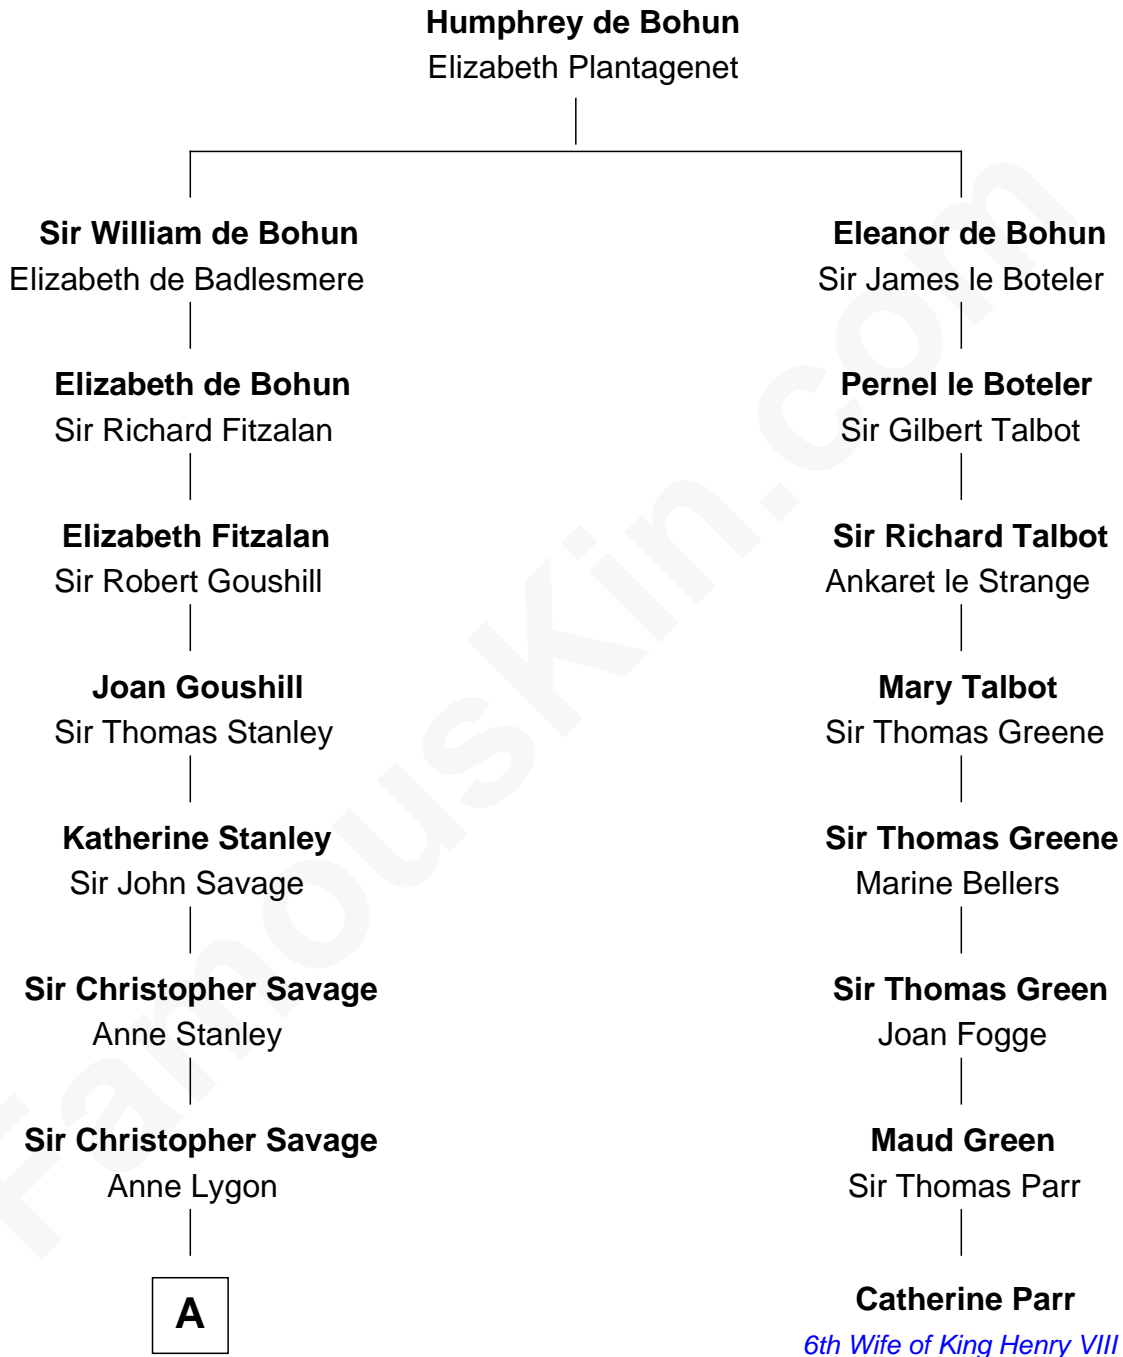 Humphrey de Bohun
Elizabeth Plantagenet
Sir William de Bohun
Elizabeth de Badlesmere
Eleanor de Bohun
Sir James le Boteler
Elizabeth de Bohun
Sir Richard Fitzalan
Pernel le Boteler
Sir Gilbert Talbot
Elizabeth Fitzalan
Sir Robert Goushill
Sir Richard Talbot
Ankaret le Strange
Joan Goushill
Sir Thomas Stanley
Mary Talbot
Sir Thomas Greene
Katherine Stanley
Sir John Savage
Sir Thomas Greene
Marine Bellers
Sir Christopher Savage
Anne Stanley
Sir Thomas Green
Joan Fogge
Sir Christopher Savage
Anne Lygon
Maud Green
Sir Thomas Parr
A
Catherine Parr
6th Wife of King Henry VIII
FamousKin.com